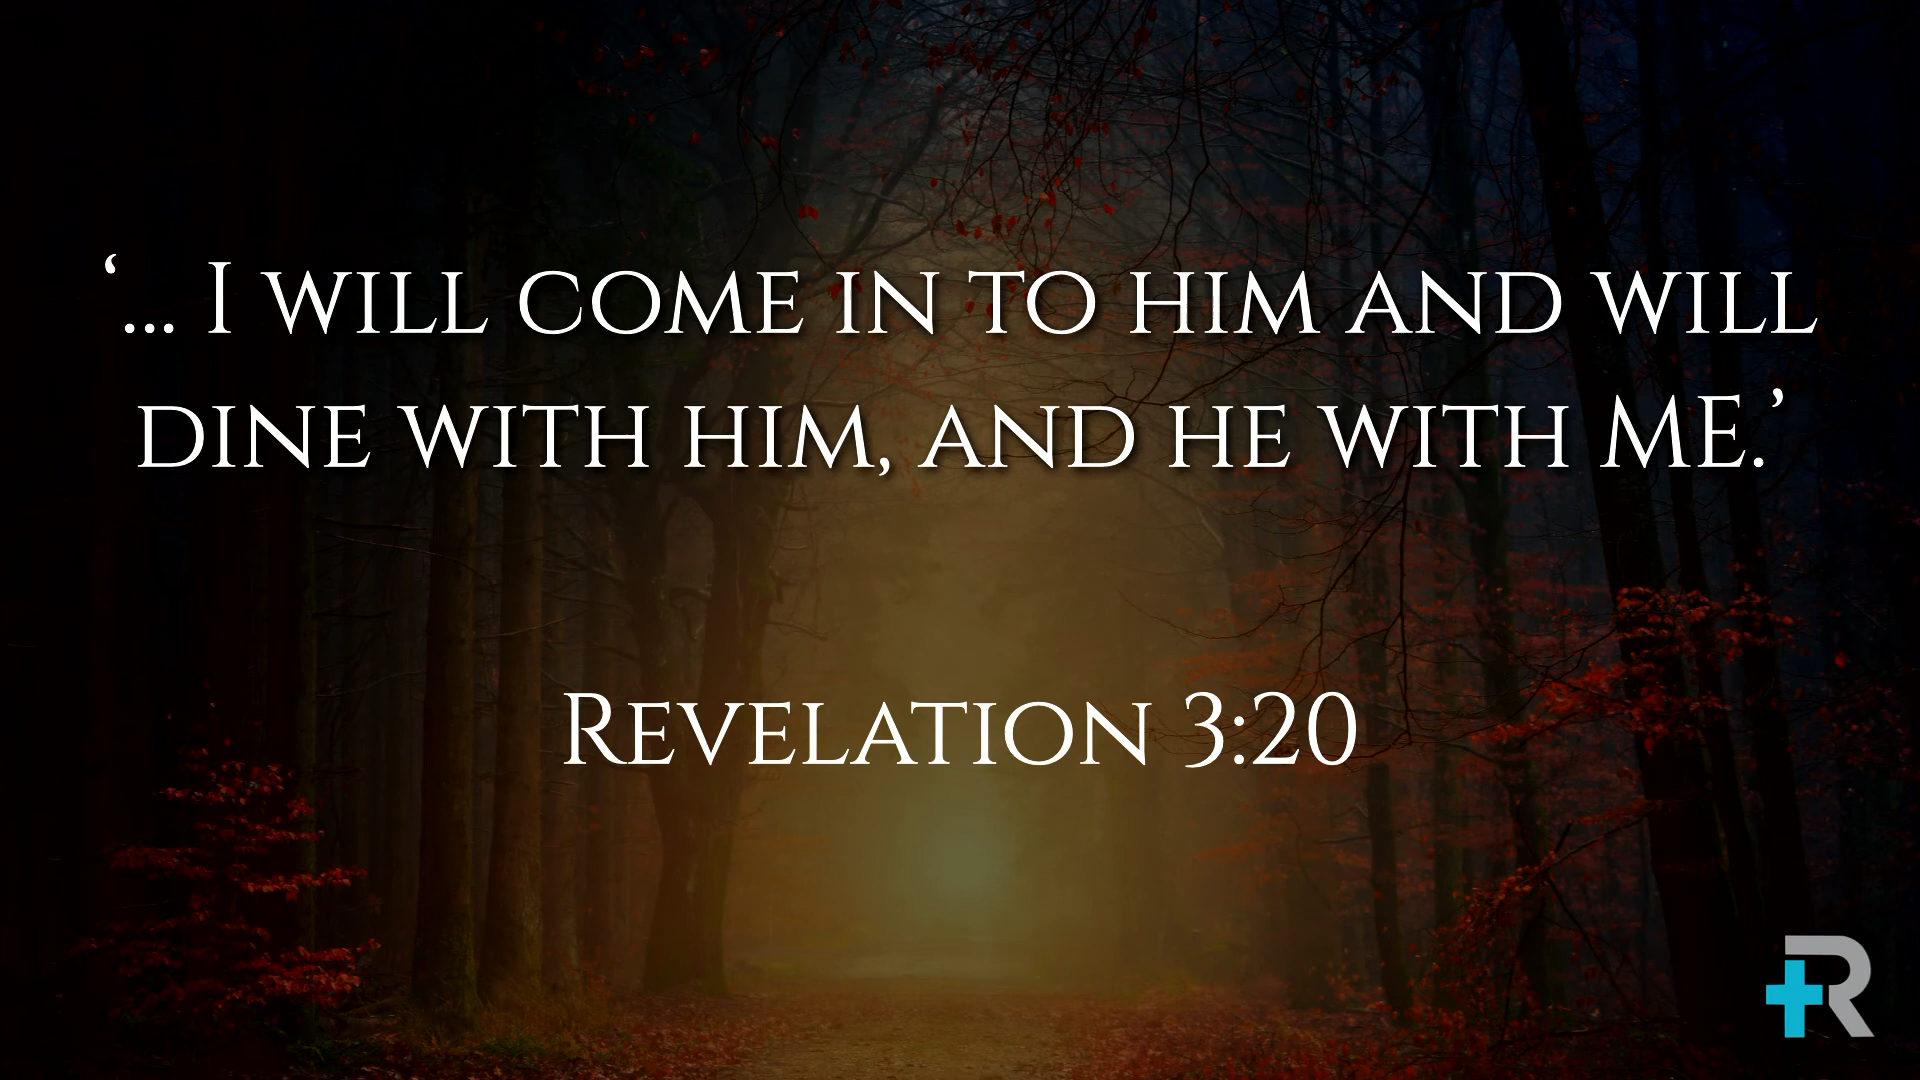 ‘... I will come in to him and will
dine with him, and he with ME.’
Revelation 3:20
R